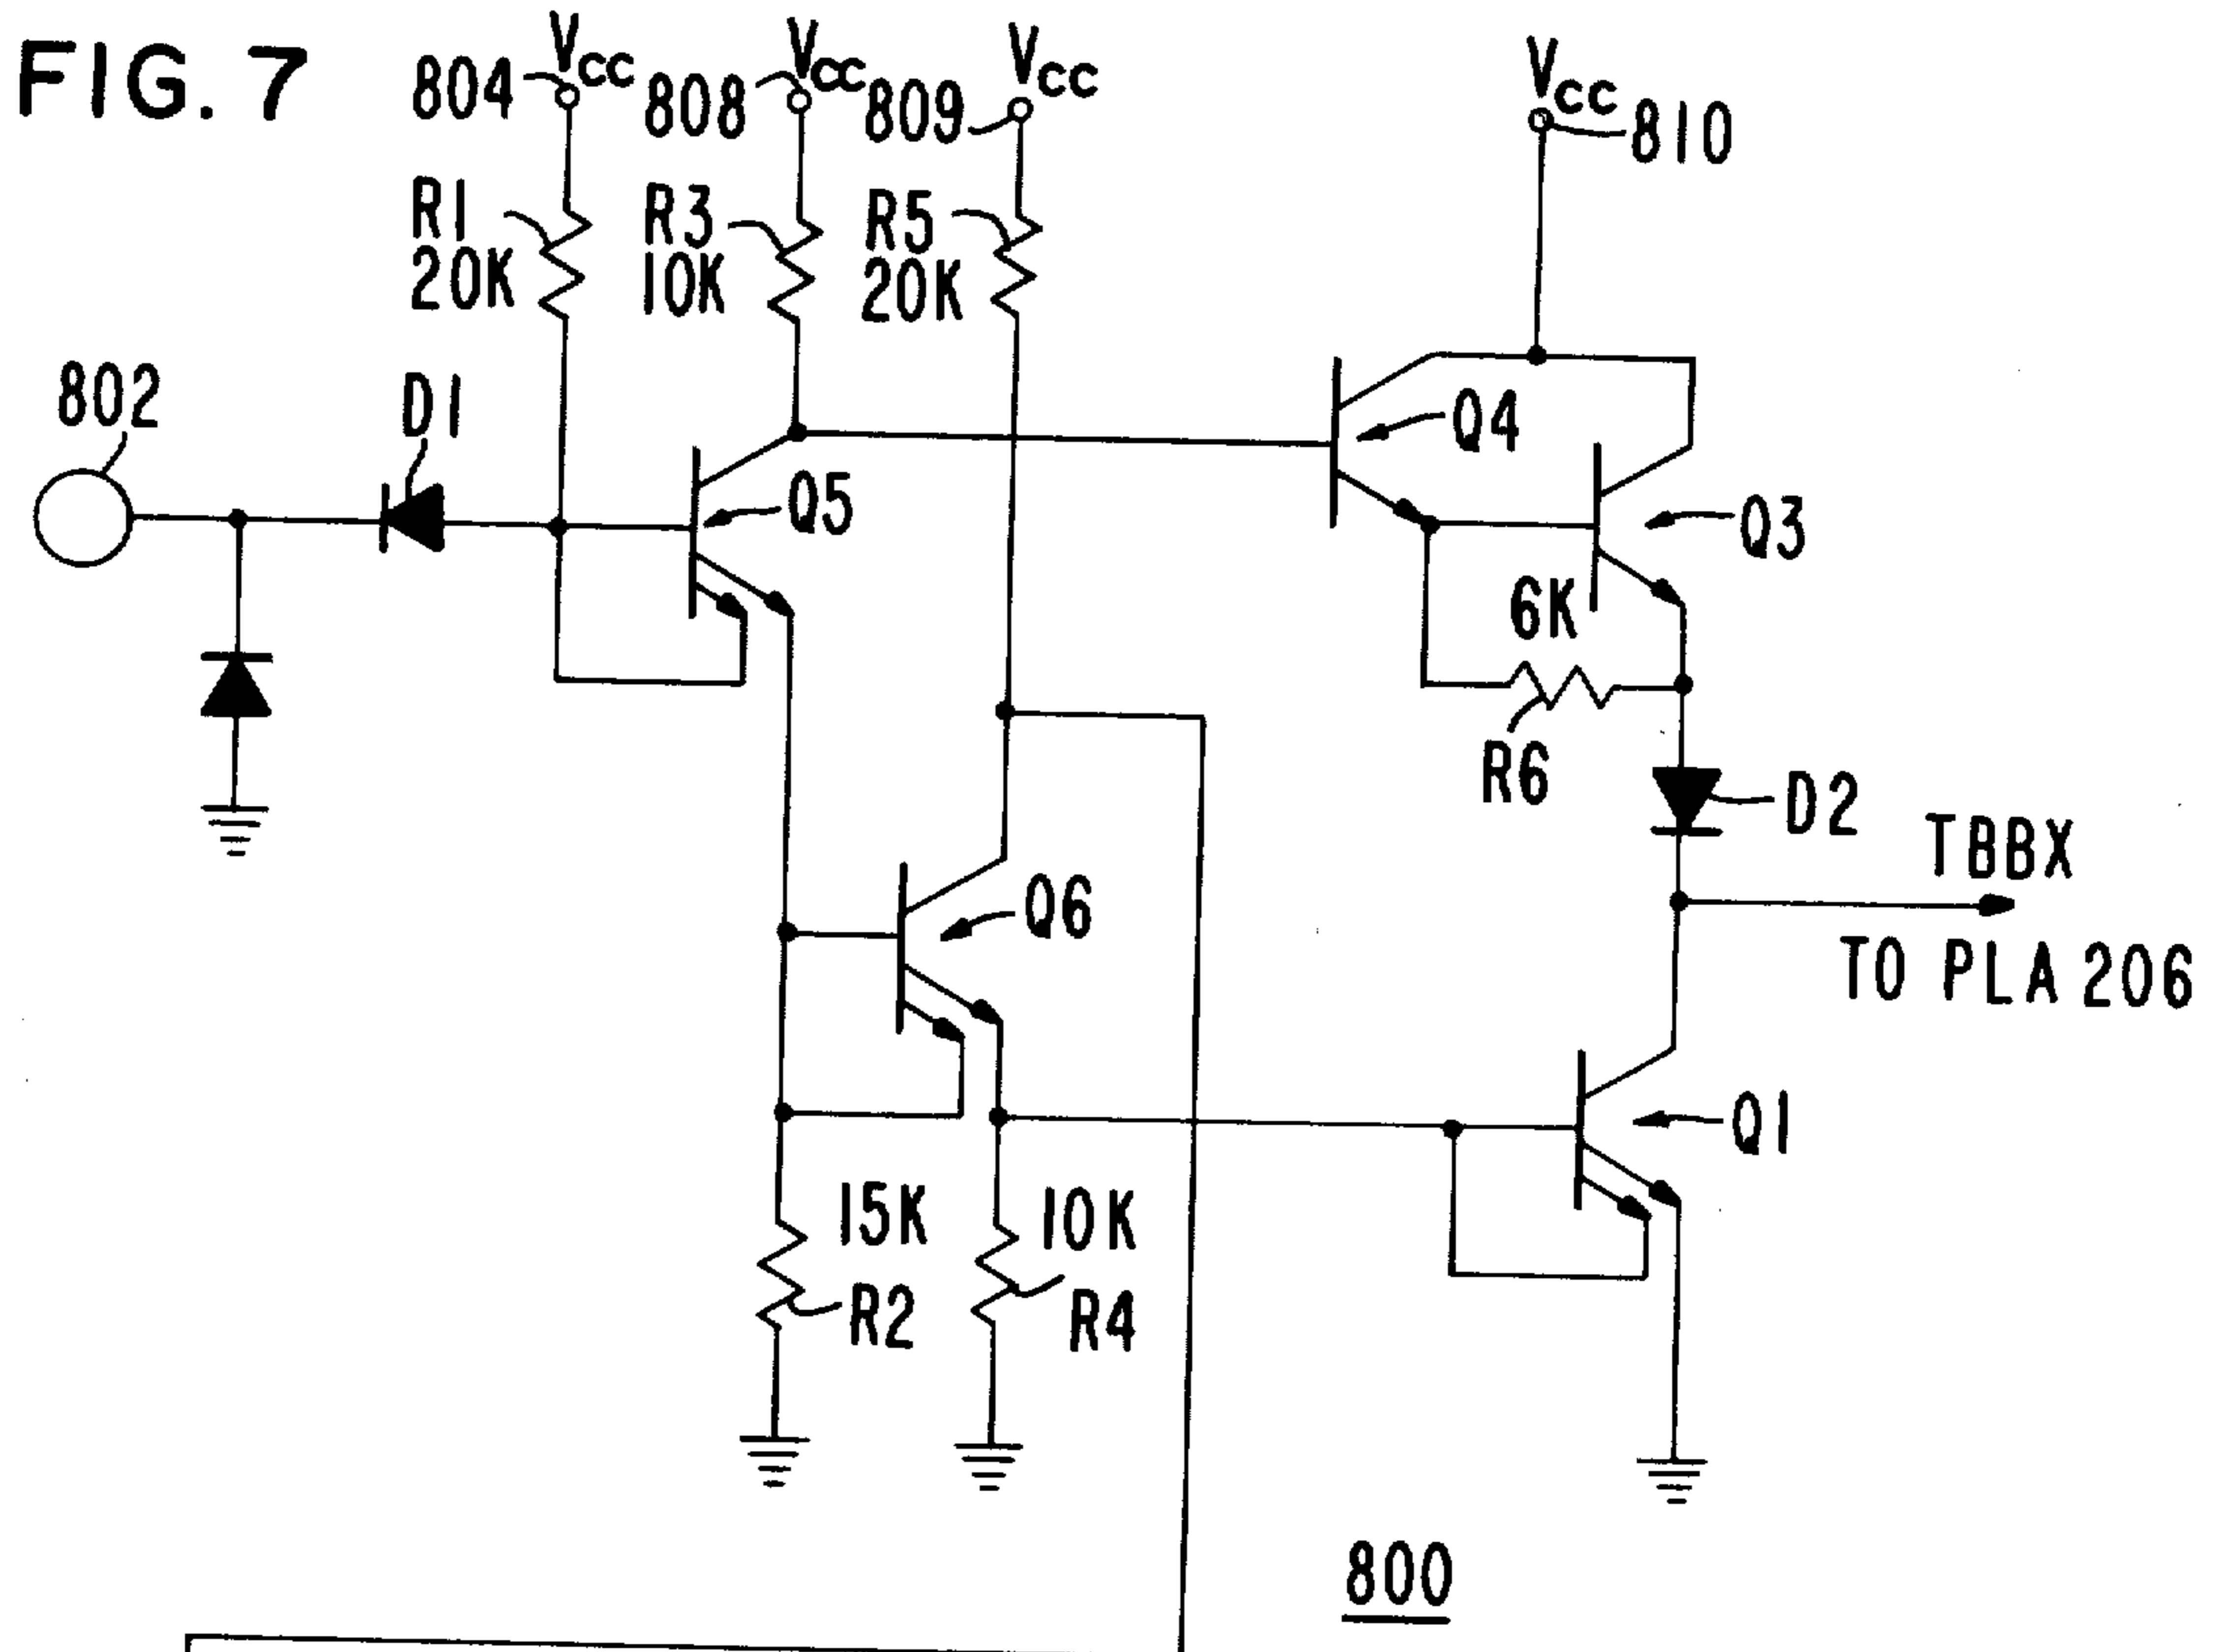 FIG. 7
804 Vcc
808 Vcc
809 Vcc
Vcc 810
R1
20K
R3
10K
R5
20K
802
D1
Q5
Q4
Q3
6K
R6
D2
TBBX
TO PLA 206
Q6
Q1
15K
R2
10K
R4
800